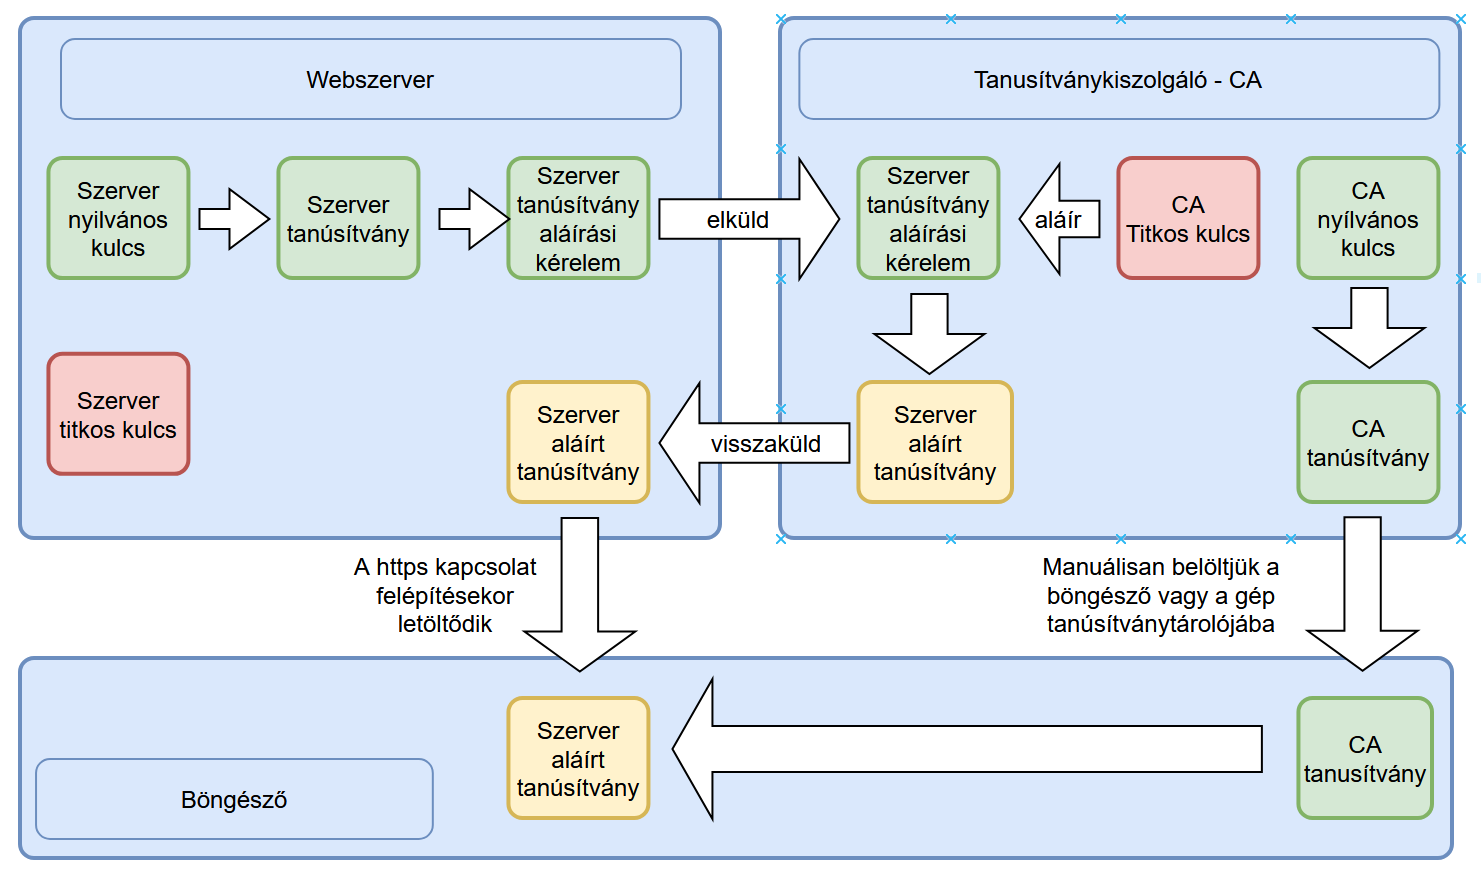 Webszerver
Tanusítványkiszolgáló - CA
Szerver
nyilvános
kulcs
Szerver
tanúsítvány
Szerver
tanúsítvány
aláírási
kérelem
elküld
Szerver
tanúsítvány
aláírási
kérelem
aláír
CA
Titkos kulcs
CA
nyílvános
kulcs
Szerver
titkos kulcs
Szerver
aláírt
tanúsítvány
visszaküld
Szerver
aláírt
tanúsítvány
CA
tanúsítvány
A https kapcsolat
felépítésekor
letöltődik
Manuálisan belöltjük a
böngésző vagy a gép
tanúsítványtárolójába
Böngésző
Szerver
aláírt
tanúsítvány
CA
tanusítvány